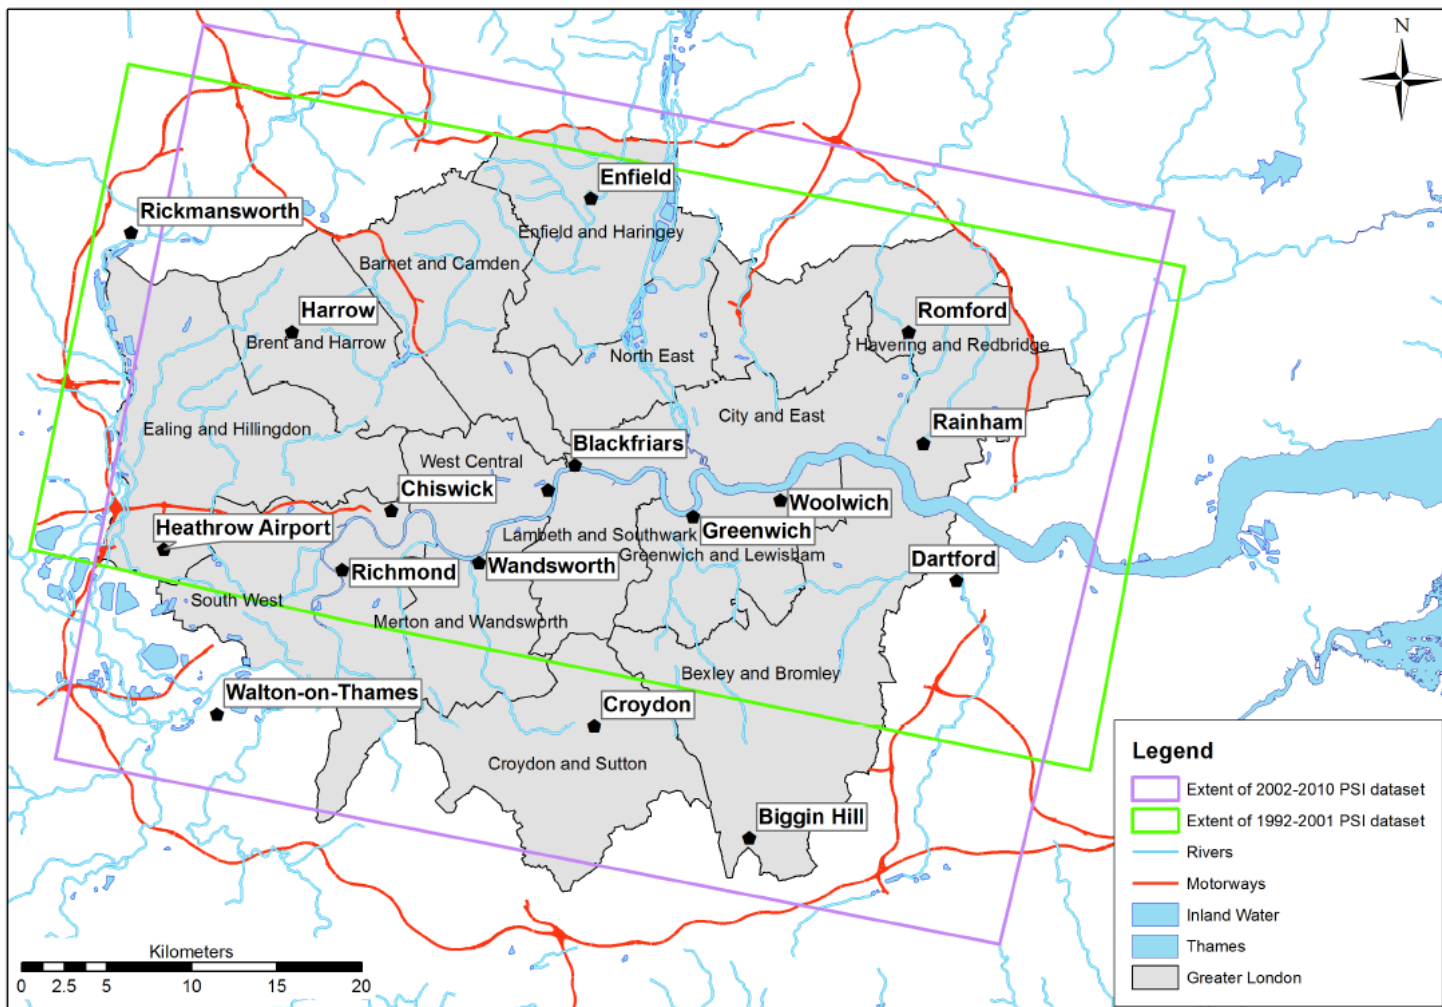 N
Enfield
Rickmansworth
Enfield and Haringey
Barnet and Camden
Harrow
Romford
Brent and Harrow
Havering and Redbridge
North East
City and East
Rainham
Ealing and Hillingdon
Blackfriars
West Central
Chiswick
Woolwich
Heathrow Airport
Lambeth and Southwark
Greenwich
Greenwich and Lewisham
Dartford
Richmond
Wandsworth
South West
Merton and Wandsworth
Bexley and Bromley
Walton-on-Thames
Croydon
Croydon and Sutton
Biggin Hill
Legend
Extent of 2002-2010 PSI dataset
Extent of 1992-2001 PSI dataset
Rivers
Motorways
Inland Water
Thames
Greater London
Kilometers
0 2.5 5 10 15 20